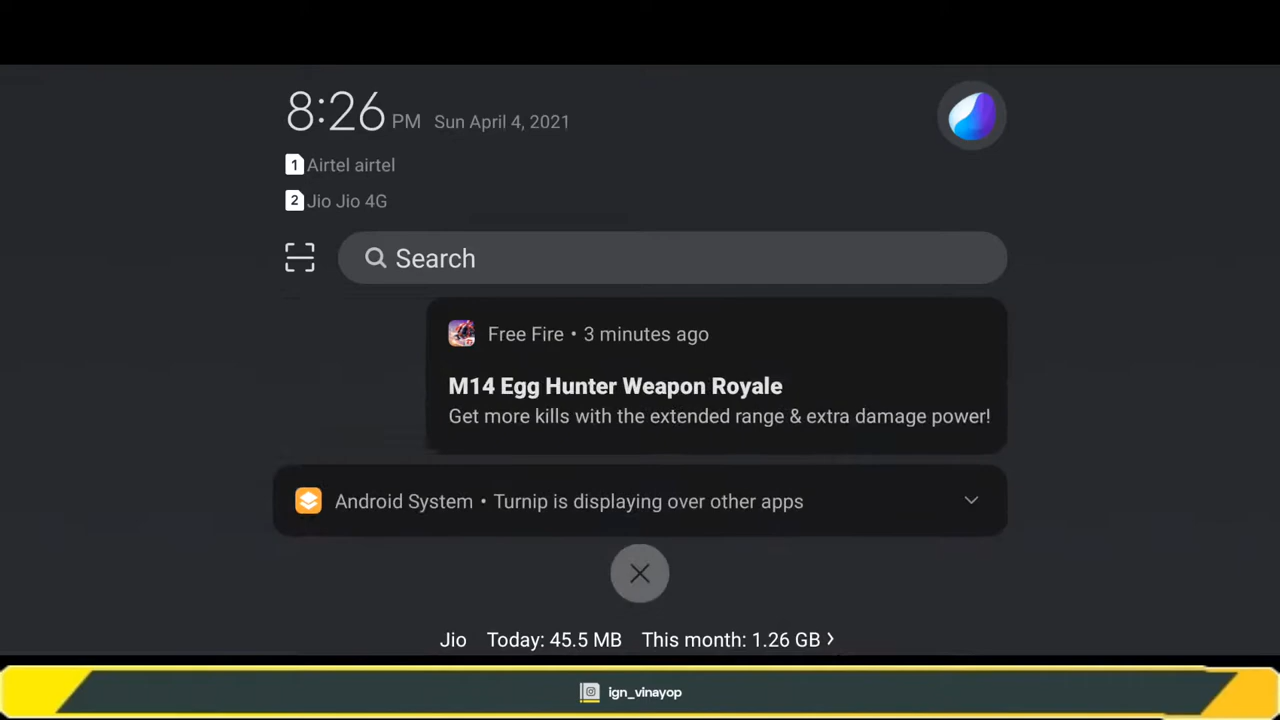 8:26 PM Sun April 4, 2021
1 Airtel airtel
2 Jio Jio 4G
Search
Free Fire • 3 minutes ago
M14 Egg Hunter Weapon Royale
Get more kills with the extended range & extra damage power!
Android System • Turnip is displaying over other apps
Jio Today: 45.5 MB This month: 1.26 GB
ign_vinayop